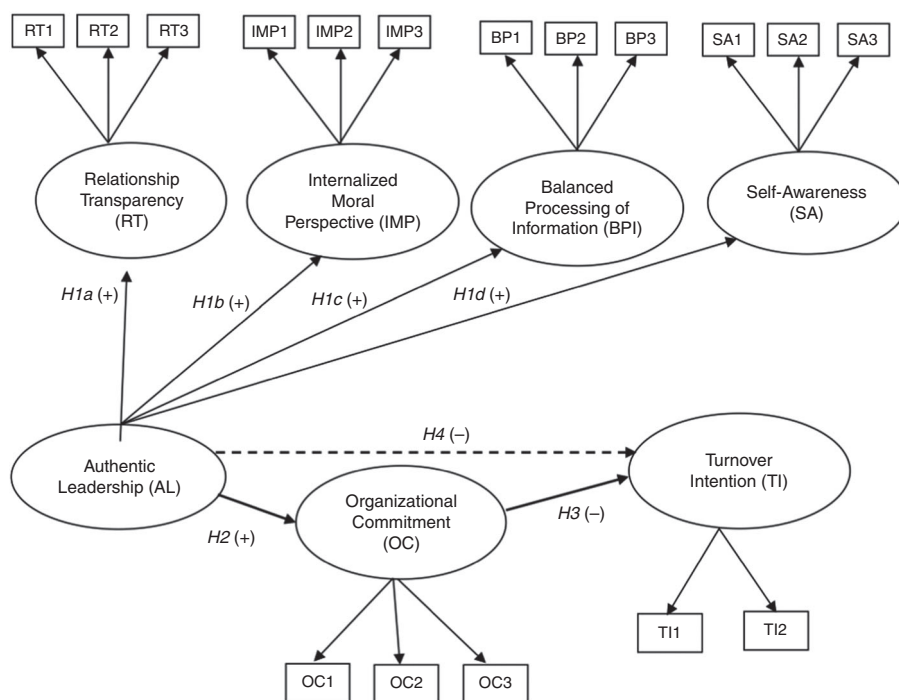 RT1
RT2
RT3
IMP1
IMP2
IMP3
BP1
BP2
BP3
SA1
SA2
SA3
Relationship
Transparency
(RT)
Internalized
Moral
Perspective (IMP)
Balanced
Processing of
Information (BPI)
Self-Awareness
(SA)
H1a (+)
H1b (+)
H1c (+)
H1d (+)
Authentic
Leadership (AL)
H4 (–)
Turnover
Intention (TI)
H2 (+)
Organizational
Commitment
(OC)
H3 (–)
TI1
TI2
OC1
OC2
OC3